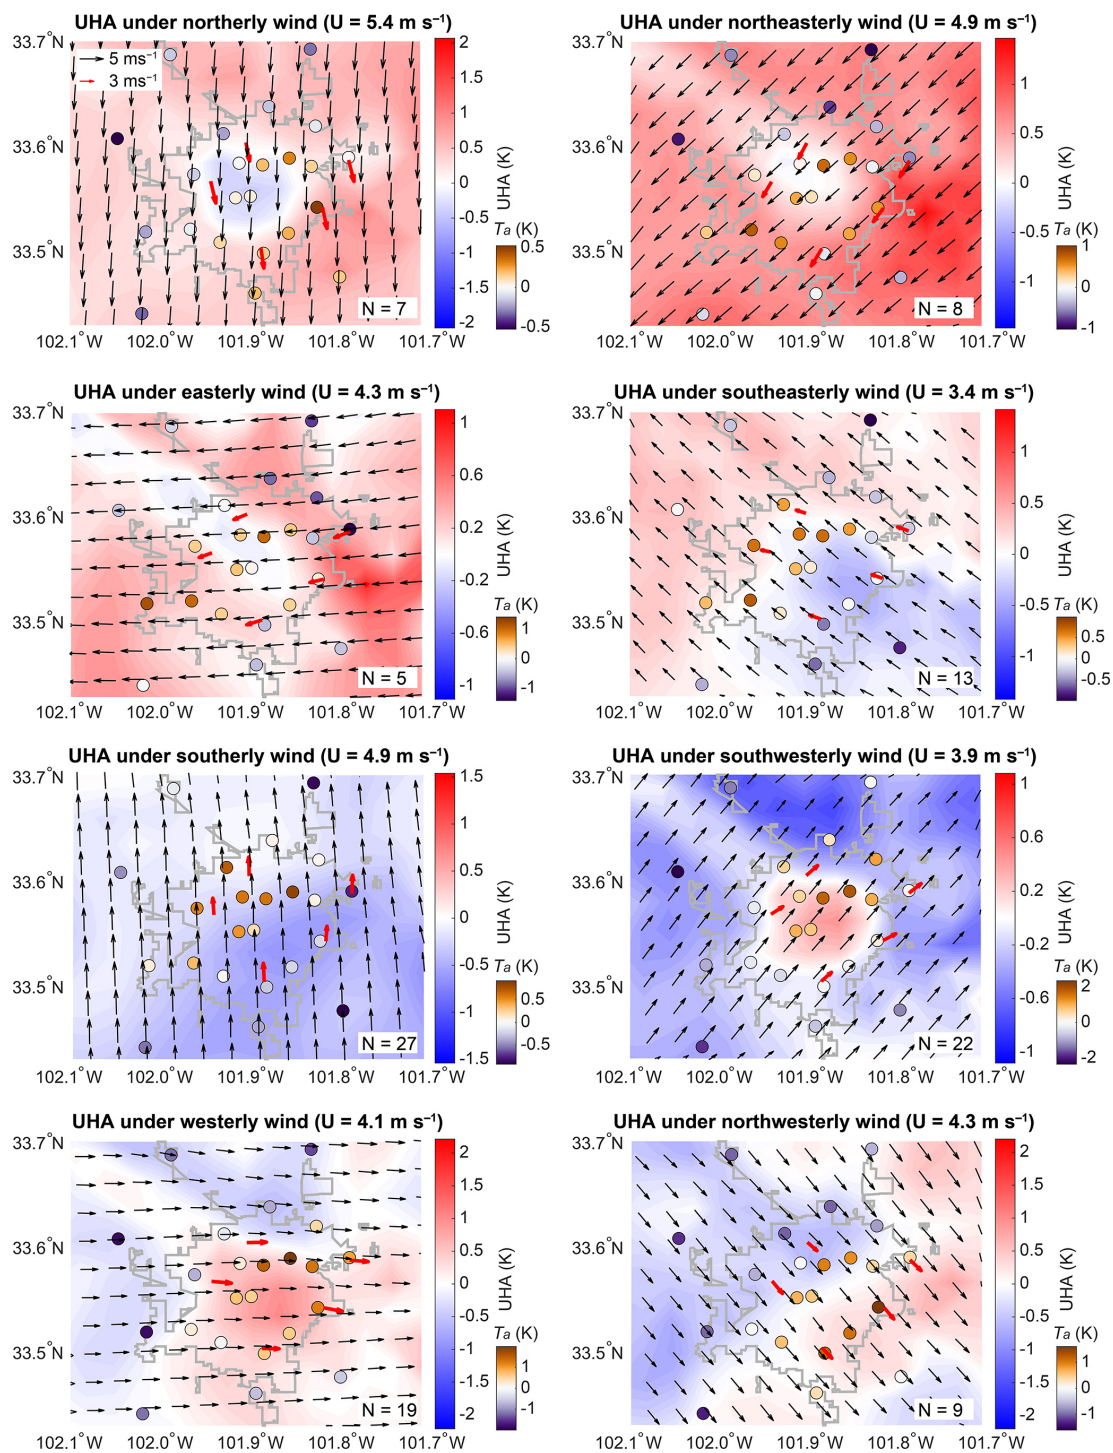 UHA under northerly wind (U = 5.4 m s⁻¹)
33.7°N
33.6°N
33.5°N
5 ms⁻¹
3 ms⁻¹
N = 7
102.1°W 102.0°W 101.9°W 101.8°W 101.7°W
2
1.5
1
0.5
0
-0.5
-1
-1.5
-2
UHA (K)
Ta (K)
0.5
0
-0.5
UHA under northeasterly wind (U = 4.9 m s⁻¹)
33.7°N
33.6°N
33.5°N
N = 8
102.1°W 102.0°W 101.9°W 101.8°W 101.7°W
1
0.5
0
-0.5
-1
UHA (K)
Ta (K)
1
0
-1
UHA under easterly wind (U = 4.3 m s⁻¹)
33.7°N
33.6°N
33.5°N
N = 5
102.1°W 102.0°W 101.9°W 101.8°W 101.7°W
1
0.6
0.2
-0.2
-0.6
-1
UHA (K)
Ta (K)
1
0
-1
UHA under southeasterly wind (U = 3.4 m s⁻¹)
33.7°N
33.6°N
33.5°N
N = 13
102.1°W 102.0°W 101.9°W 101.8°W 101.7°W
1
0.5
0
-0.5
-1
UHA (K)
Ta (K)
0.5
0
-0.5
UHA under southerly wind (U = 4.9 m s⁻¹)
33.7°N
33.6°N
33.5°N
N = 27
102.1°W 102.0°W 101.9°W 101.8°W 101.7°W
1.5
1
0.5
0
-0.5
-1
-1.5
UHA (K)
Ta (K)
0.5
0
-0.5
UHA under southwesterly wind (U = 3.9 m s⁻¹)
33.7°N
33.6°N
33.5°N
N = 22
102.1°W 102.0°W 101.9°W 101.8°W 101.7°W
1
0.6
0.2
-0.2
-0.6
-1
UHA (K)
Ta (K)
2
0
-2
UHA under westerly wind (U = 4.1 m s⁻¹)
33.7°N
33.6°N
33.5°N
N = 19
102.1°W 102.0°W 101.9°W 101.8°W 101.7°W
2
1.5
1
0.5
0
-0.5
-1
-1.5
-2
UHA (K)
Ta (K)
1
0
-1
UHA under northwesterly wind (U = 4.3 m s⁻¹)
33.7°N
33.6°N
33.5°N
N = 9
102.1°W 102.0°W 101.9°W 101.8°W 101.7°W
2
1.5
1
0.5
0
-0.5
-1
-1.5
-2
UHA (K)
Ta (K)
1
0
-1